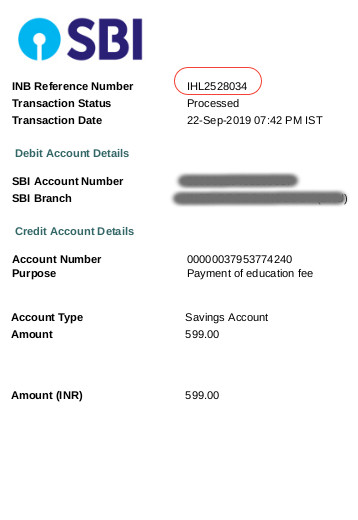 SBI
INB Reference Number IHL2528034
Transaction Status Processed
Transaction Date 22-Sep-2019 07:42 PM IST
Debit Account Details
SBI Account Number
SBI Branch )
Credit Account Details
Account Number 00000037953774240
Purpose Payment of education fee
Account Type Savings Account
Amount 599.00
Amount (INR) 599.00